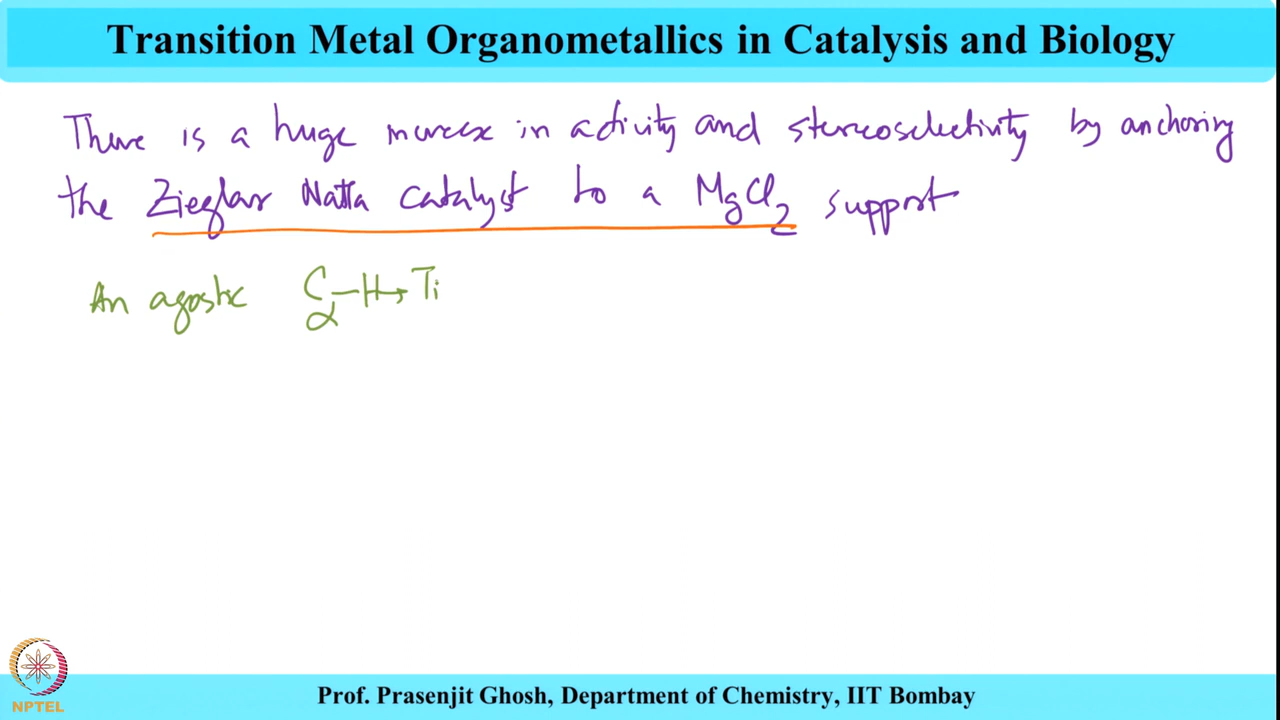 Transition Metal Organometallics in Catalysis and Biology
There is a huge increase in activity and stereoselectivity by anchoring
the Zieglar Natta catalyst to a MgCl₂ support
An agostic Cα–H→Ti
Prof. Prasenjit Ghosh, Department of Chemistry, IIT Bombay
NPTEL